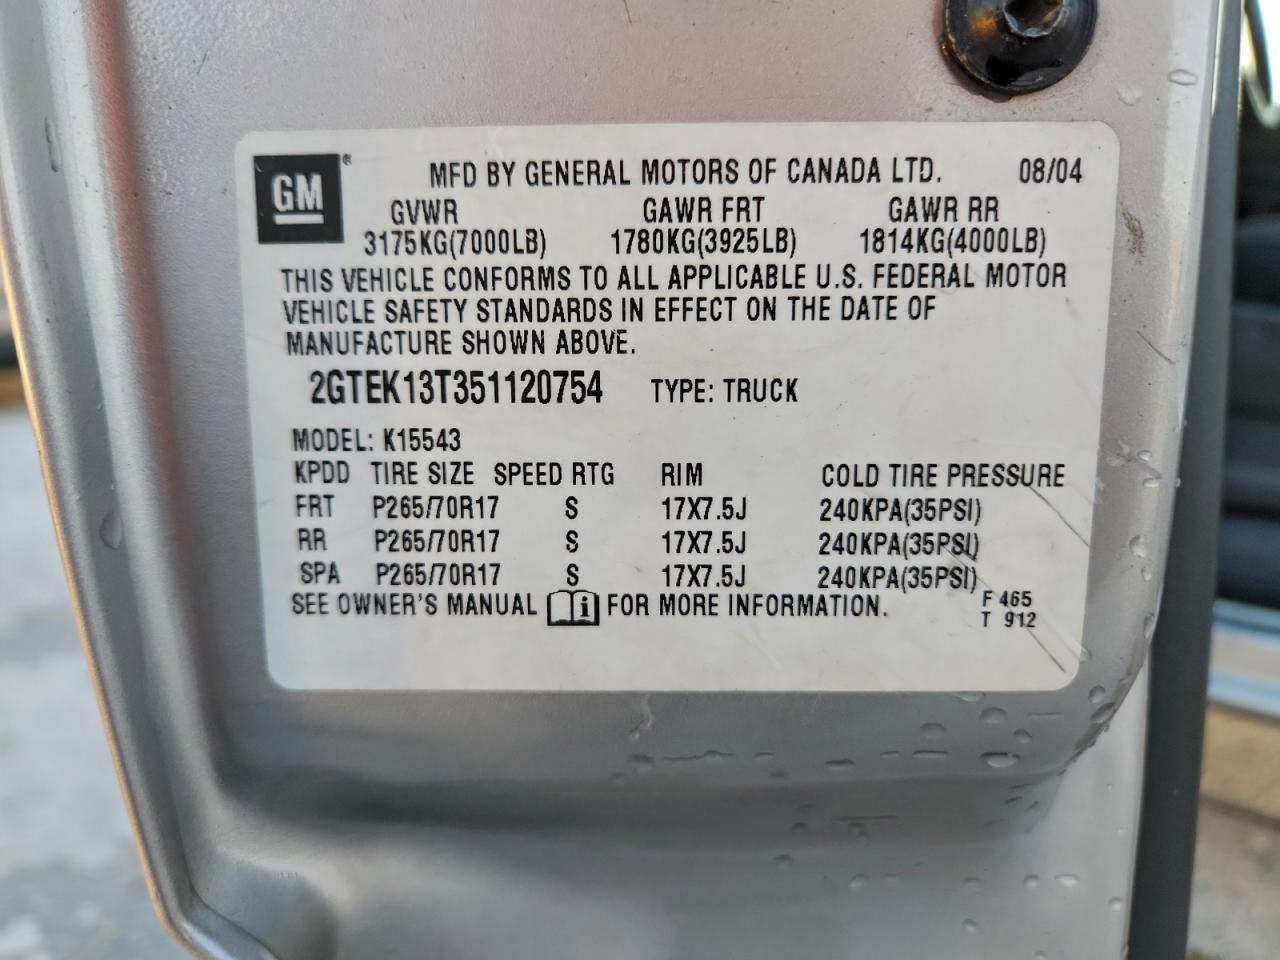 GM ® MFD BY GENERAL MOTORS OF CANADA LTD. 08/04
GVWR GAWR FRT GAWR RR
3175KG(7000LB) 1780KG(3925LB) 1814KG(4000LB)
THIS VEHICLE CONFORMS TO ALL APPLICABLE U.S. FEDERAL MOTOR
VEHICLE SAFETY STANDARDS IN EFFECT ON THE DATE OF
MANUFACTURE SHOWN ABOVE.
2GTEK13T351120754 TYPE: TRUCK
MODEL: K15543
KPDD TIRE SIZE SPEED RTG RIM COLD TIRE PRESSURE
FRT P265/70R17 S 17X7.5J 240KPA(35PSI)
RR P265/70R17 S 17X7.5J 240KPA(35PSI)
SPA P265/70R17 S 17X7.5J 240KPA(35PSI)
SEE OWNER'S MANUAL i FOR MORE INFORMATION. F 465
T 912